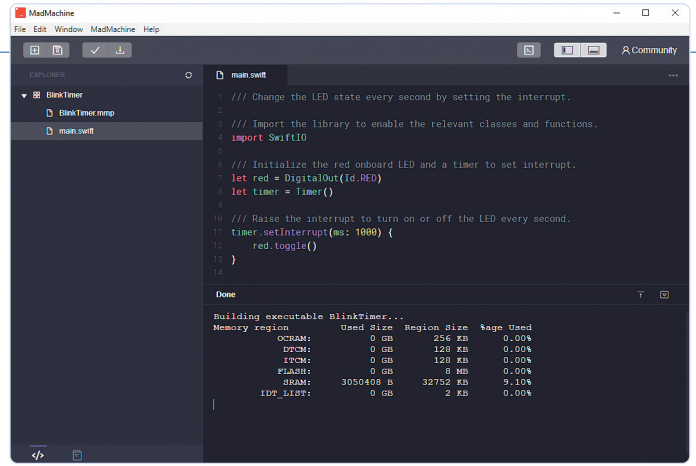 MadMachine
File Edit Window MadMachine Help
Community
EXPLORER
BlinkTimer
BlinkTimer.mmp
main.swift
main.swift
1 /// Change the LED state every second by setting the interrupt.
2
3 /// Import the library to enable the relevant classes and functions.
4 import SwiftIO
5
6 /// Initialize the red onboard LED and a timer to set interrupt.
7 let red = DigitalOut(Id.RED)
8 let timer = Timer()
9
10 /// Raise the interrupt to turn on or off the LED every second.
11 timer.setInterrupt(ms: 1000) {
12 red.toggle()
13 }
14
Done
Building executable BlinkTimer...
Memory region Used Size Region Size %age Used
OCRAM: 0 GB 256 KB 0.00%
DTCM: 0 GB 128 KB 0.00%
ITCM: 0 GB 128 KB 0.00%
FLASH: 0 GB 8 MB 0.00%
SRAM: 3050408 B 32752 KB 9.10%
IDT_LIST: 0 GB 2 KB 0.00%